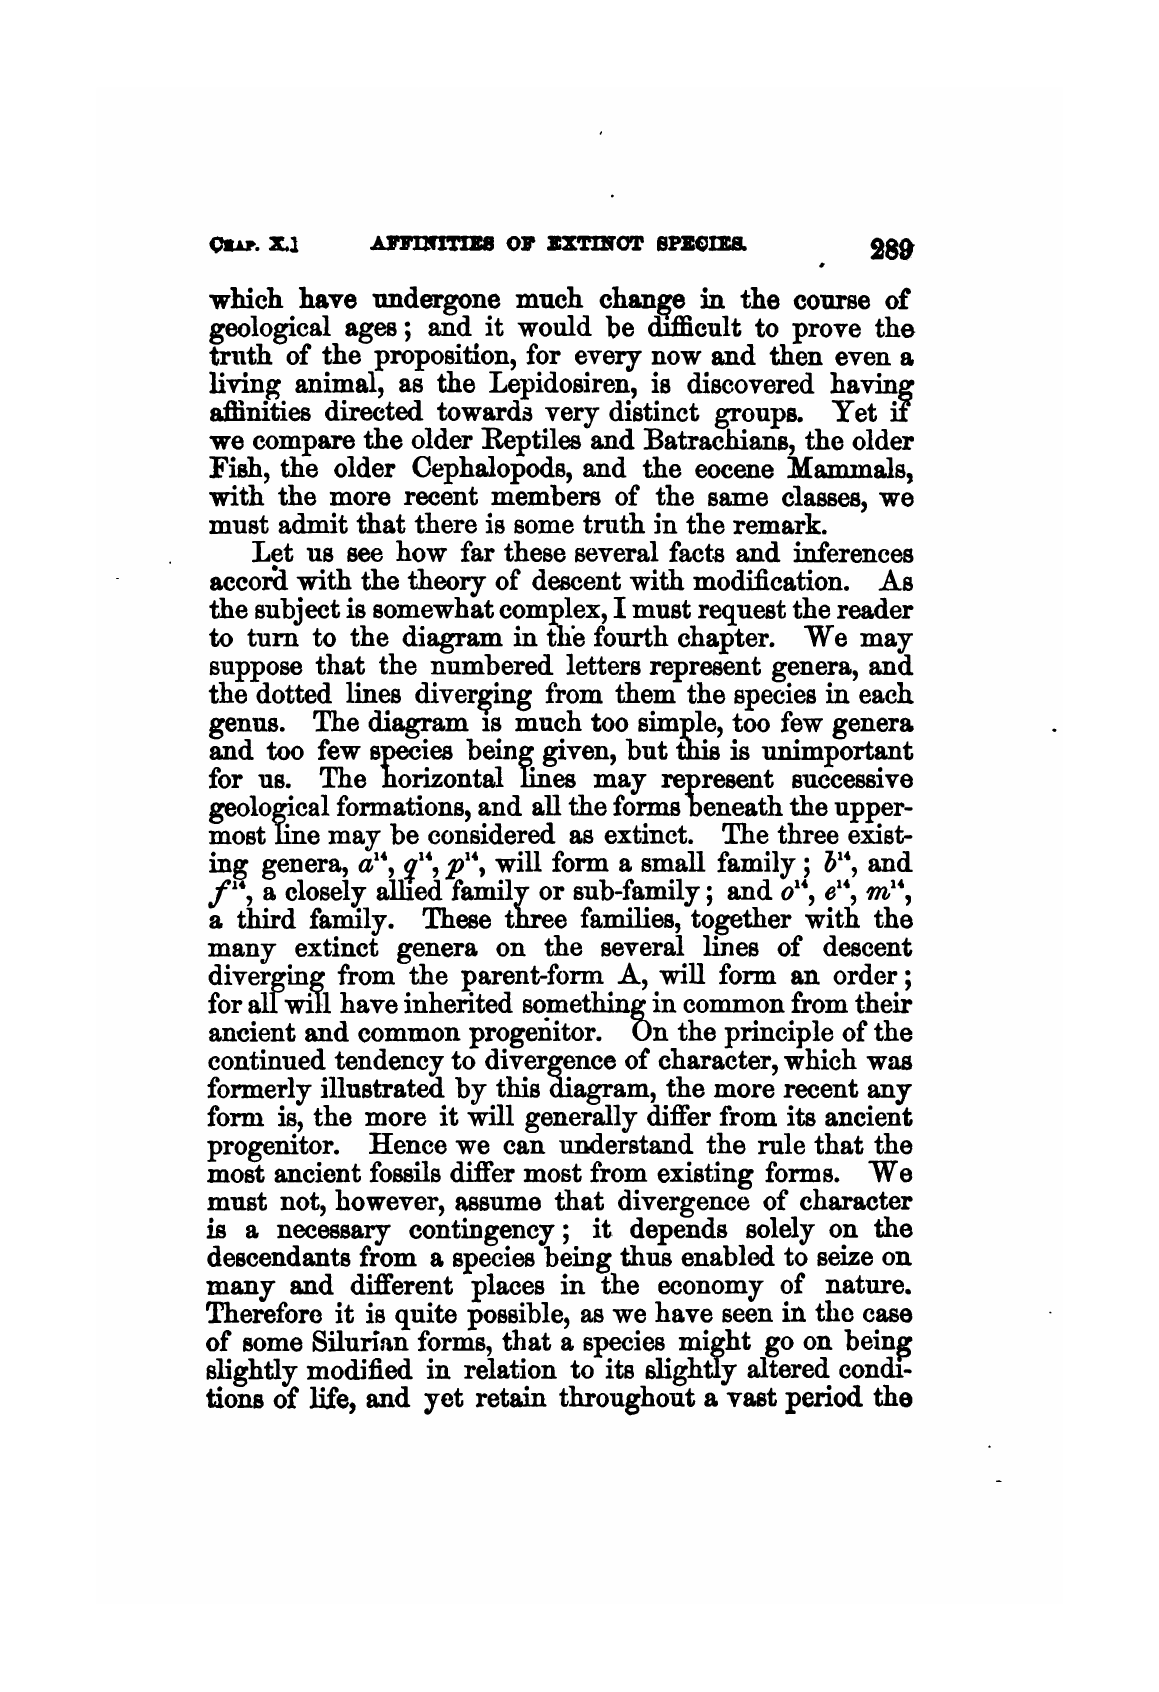 CHAP. X.] AFFINITIES OF EXTINCT SPECIES. 289
which have undergone much change in the course of
geological ages; and it would be difficult to prove the
truth of the proposition, for every now and then even a
living animal, as the Lepidosiren, is discovered having
affinities directed towards very distinct groups. Yet if
we compare the older Reptiles and Batrachians, the older
Fish, the older Cephalopods, and the eocene Mammals,
with the more recent members of the same classes, we
must admit that there is some truth in the remark.
Let us see how far these several facts and inferences
accord with the theory of descent with modification. As
the subject is somewhat complex, I must request the reader
to turn to the diagram in the fourth chapter. We may
suppose that the numbered letters represent genera, and
the dotted lines diverging from them the species in each
genus. The diagram is much too simple, too few genera
and too few species being given, but this is unimportant
for us. The horizontal lines may represent successive
geological formations, and all the forms beneath the upper-
most line may be considered as extinct. The three exist-
ing genera, a¹⁴, q¹⁴, p¹⁴, will form a small family; b¹⁴, and
f¹⁴, a closely allied family or sub-family; and o¹⁴, e¹⁴, m¹⁴,
a third family. These three families, together with the
many extinct genera on the several lines of descent
diverging from the parent-form A, will form an order;
for all will have inherited something in common from their
ancient and common progenitor. On the principle of the
continued tendency to divergence of character, which was
formerly illustrated by this diagram, the more recent any
form is, the more it will generally differ from its ancient
progenitor. Hence we can understand the rule that the
most ancient fossils differ most from existing forms. We
must not, however, assume that divergence of character
is a necessary contingency; it depends solely on the
descendants from a species being thus enabled to seize on
many and different places in the economy of nature.
Therefore it is quite possible, as we have seen in the case
of some Silurian forms, that a species might go on being
slightly modified in relation to its slightly altered condi-
tions of life, and yet retain throughout a vast period the